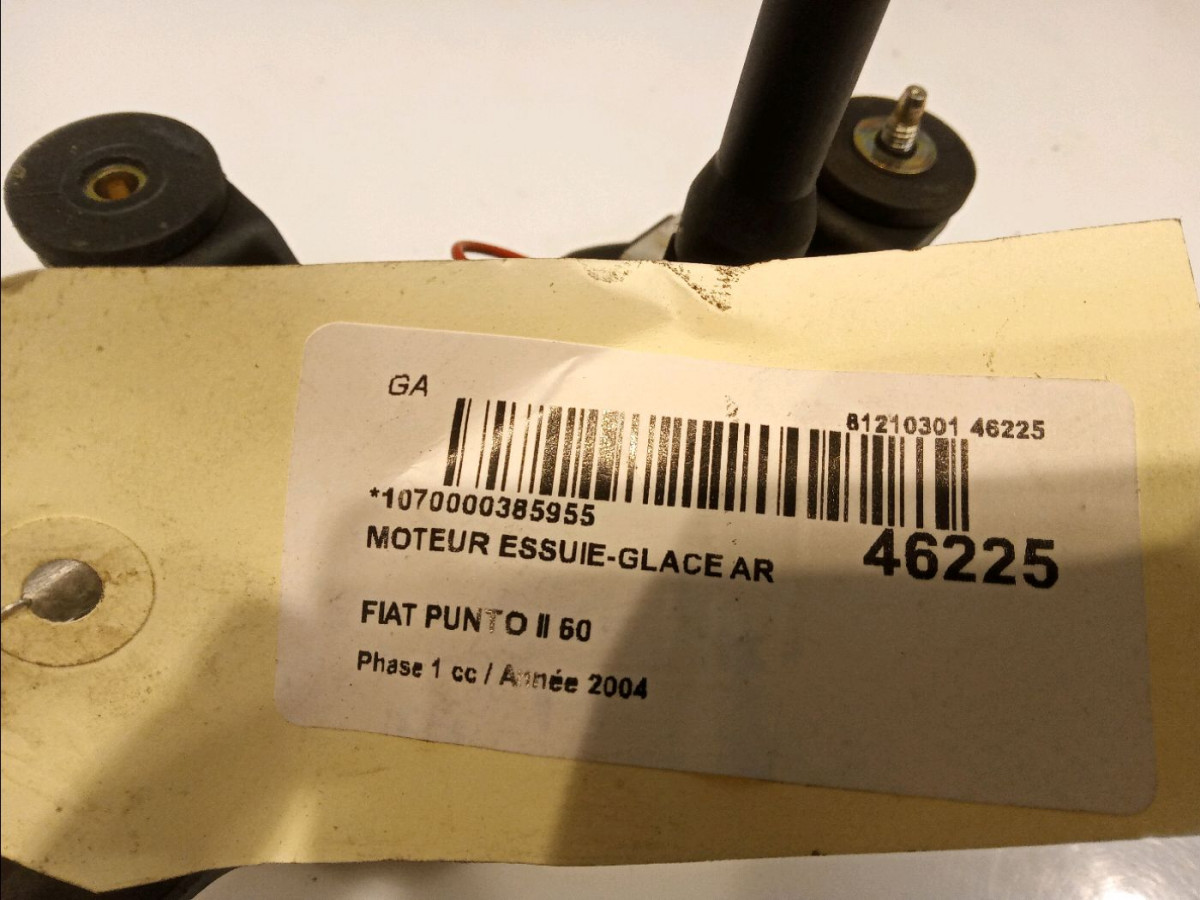 GA
81210301 46225
*1070000385955
MOTEUR ESSUIE-GLACE AR
46225
FIAT PUNTO II 60
Phase 1 cc / Année 2004